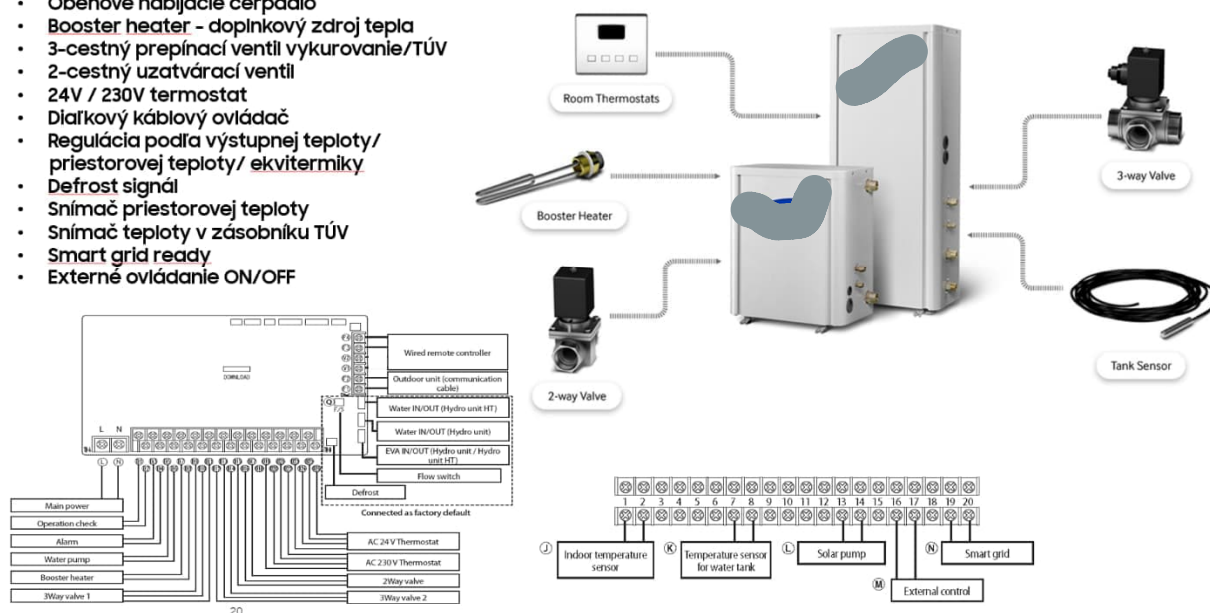 Obehové nabíjacie čerpadlo
Booster heater - doplnkový zdroj tepla
3-cestný prepínací ventil vykurovanie/TÚV
2-cestný uzatvárací ventil
24V / 230V termostat
Diaľkový káblový ovládač
Regulácia podľa výstupnej teploty/
priestorovej teploty/ ekvitermiky
Defrost signál
Snímač priestorovej teploty
Snímač teploty v zásobníku TÚV
Smart grid ready
Externé ovládanie ON/OFF
Room Thermostats
Booster Heater
2-way Valve
3-way Valve
Tank Sensor
DOWNLOAD
Wired remote controller
Outdoor unit (communication
cable)
Water IN/OUT (Hydro unit HT)
Water IN/OUT (Hydro unit)
EVA IN/OUT (Hydro unit / Hydro
unit HT)
Flow switch
Defrost
Connected as factory default
L N
L N
Main power
Operation check
Alarm
Water pump
Booster heater
3Way valve 1
AC 24 V Thermostat
AC 230 V Thermostat
2Way valve
3Way valve 2
20
1 2 3 4 5 6 7 8 9 10 11 12 13 14 15 16 17 18 19 20
J Indoor temperature
sensor
K Temperature sensor
for water tank
L Solar pump
M External control
N Smart grid